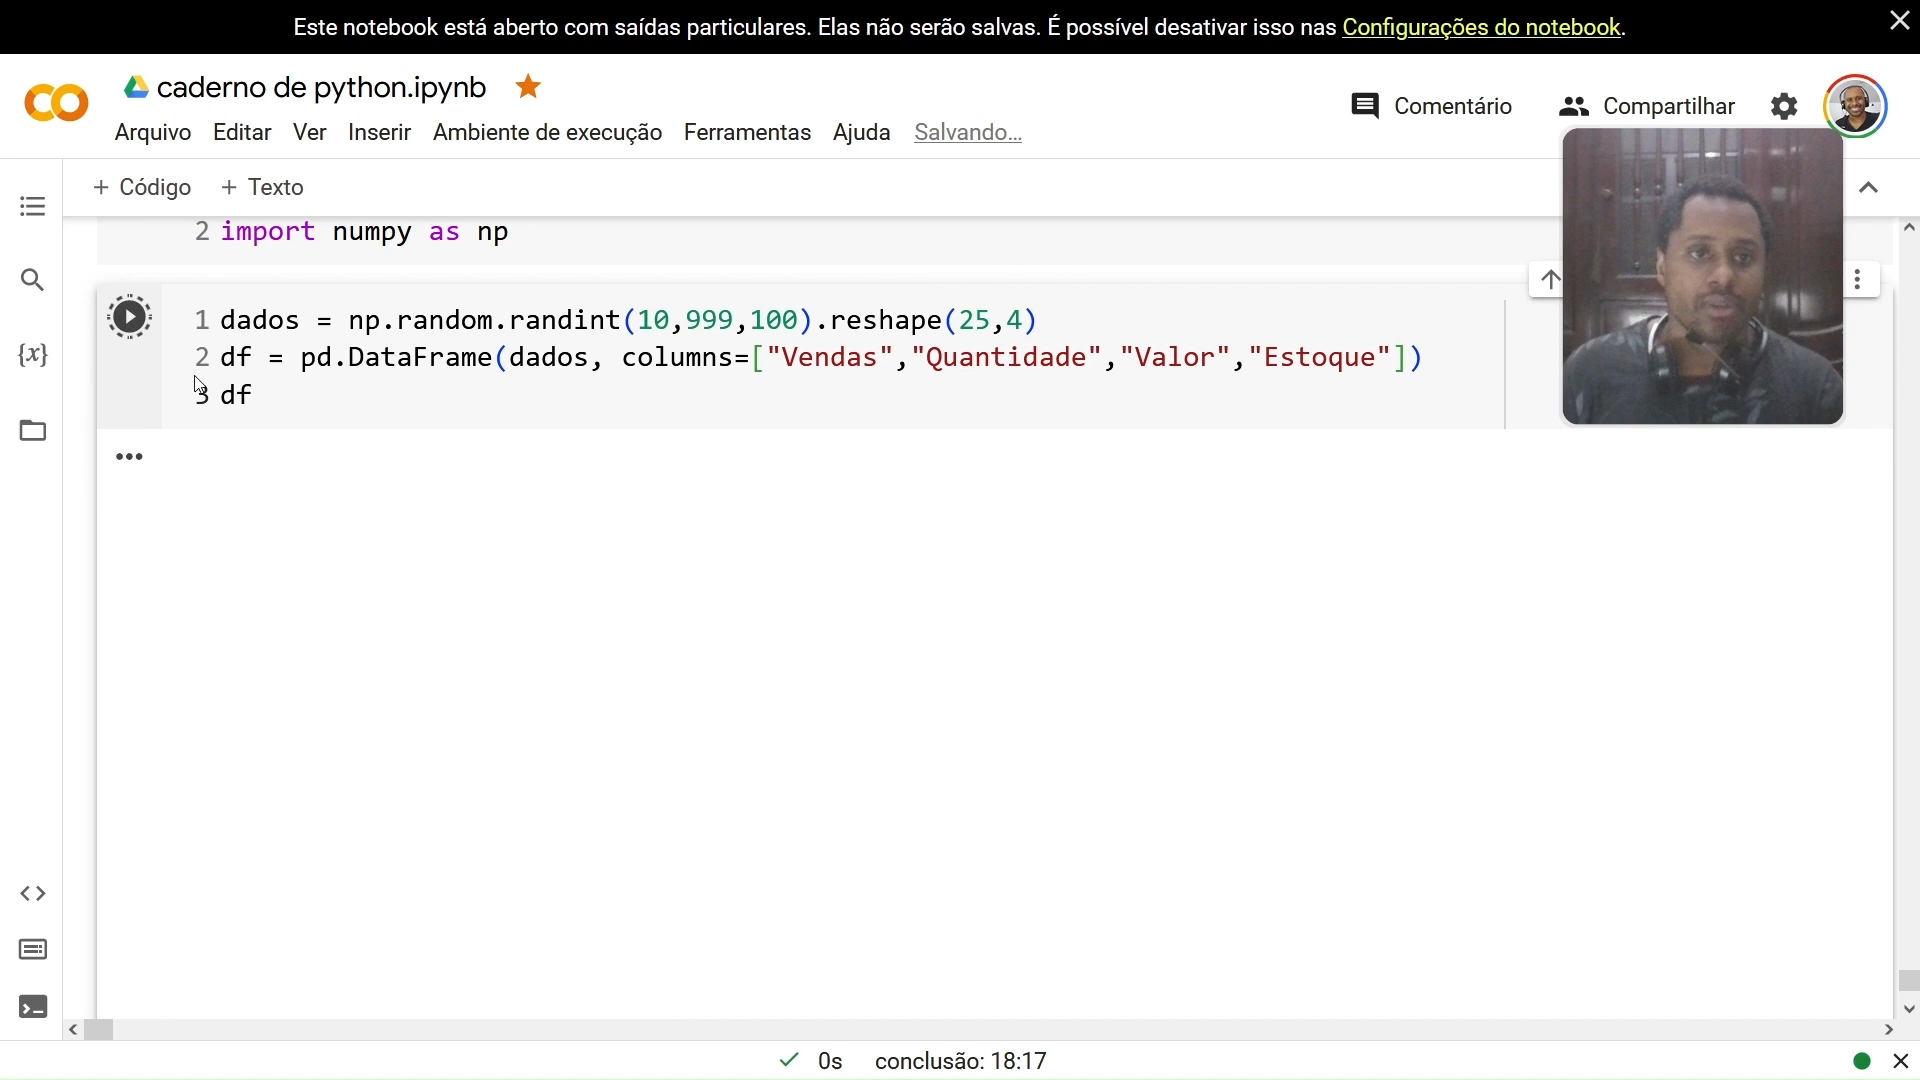 Este notebook está aberto com saídas particulares. Elas não serão salvas. É possível desativar isso nas Configurações do notebook.
caderno de python.ipynb
Comentário Compartilhar
Arquivo Editar Ver Inserir Ambiente de execução Ferramentas Ajuda Salvando...
+ Código + Texto
2 import numpy as np
1 dados = np.random.randint(10,999,100).reshape(25,4)
2 df = pd.DataFrame(dados, columns=["Vendas","Quantidade","Valor","Estoque"])
3 df
0s conclusão: 18:17